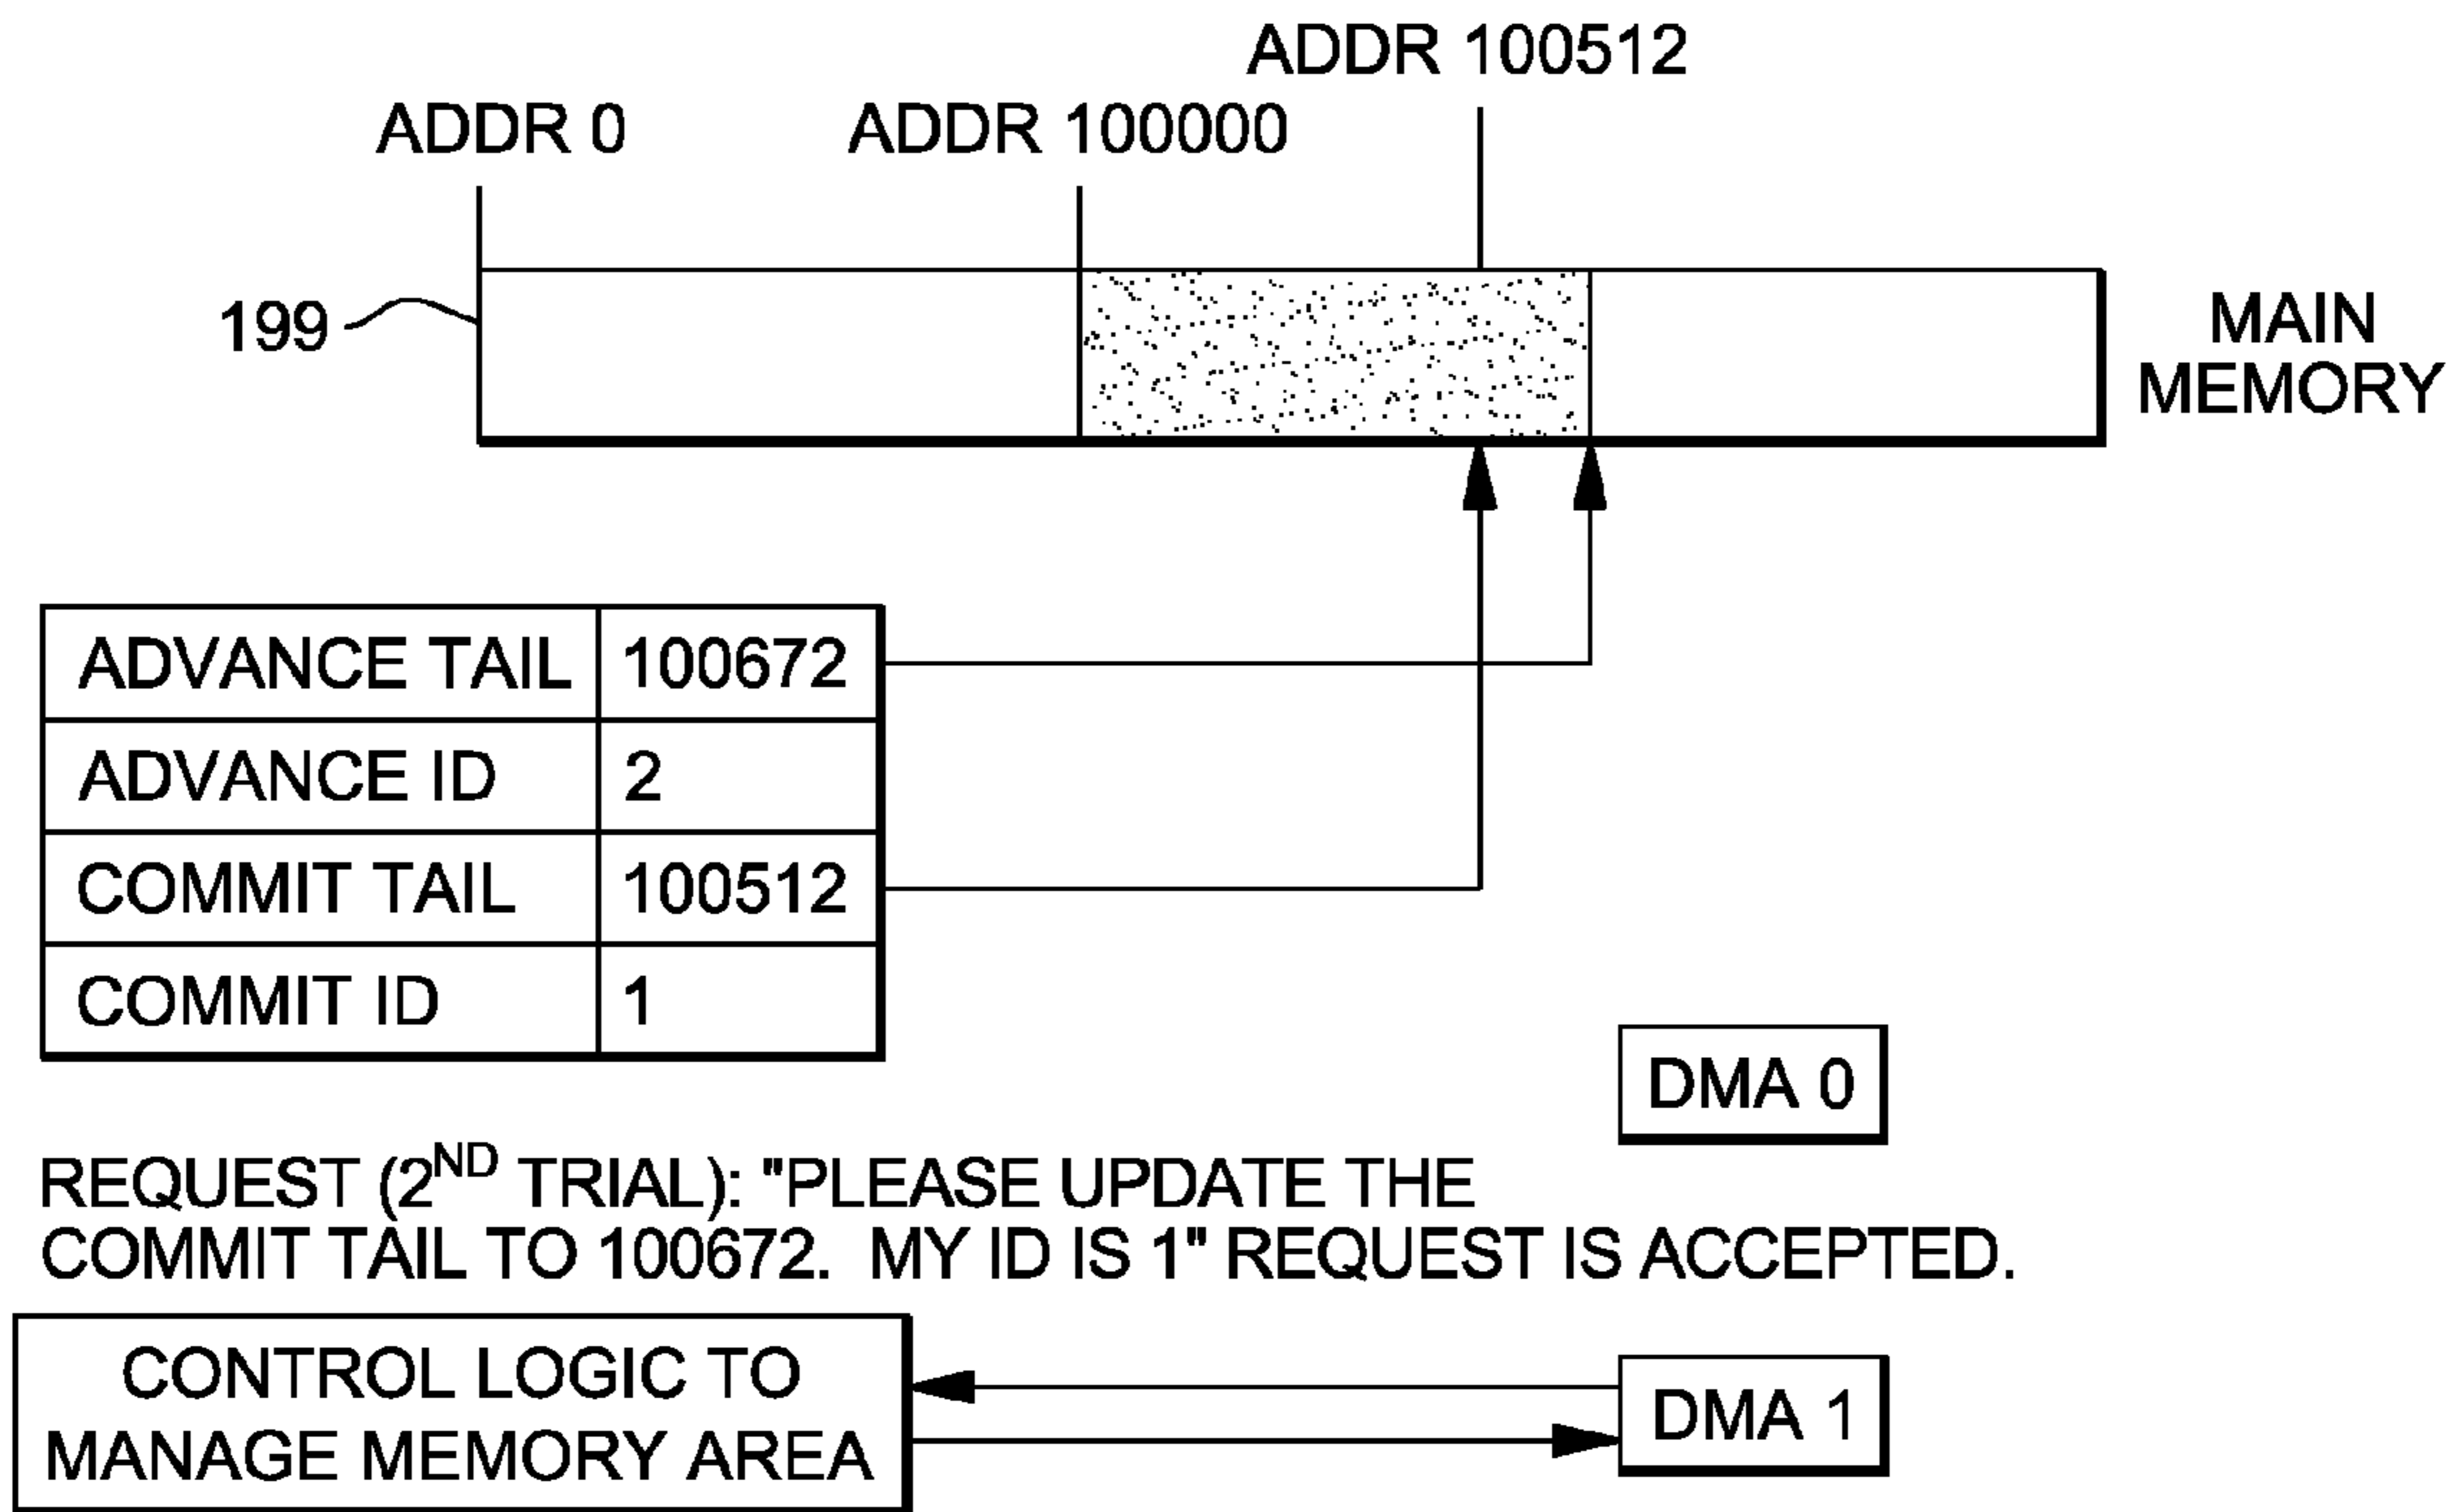 ADDR 100512
ADDR 0
ADDR 100000
199
MAIN
MEMORY
ADVANCE TAIL 100672
ADVANCE ID 2
COMMIT TAIL 100512
COMMIT ID 1
DMA 0
REQUEST (2ND TRIAL): "PLEASE UPDATE THE
COMMIT TAIL TO 100672. MY ID IS 1" REQUEST IS ACCEPTED.
CONTROL LOGIC TO
MANAGE MEMORY AREA
DMA 1